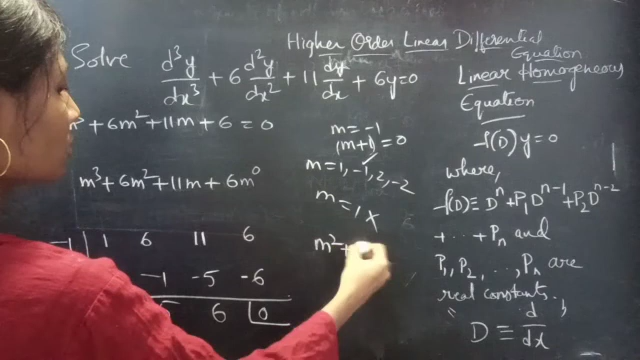 Higher Order Linear Differential
Equation
Solve d³y/dx³ + 6 d²y/dx² + 11 dy/dx + 6y = 0
+ 6m² + 11m + 6 = 0
m³ + 6m² + 11m + 6m⁰
-1 | 1 6 11 6
-1 -5 -6
5 6 |0
m = -1
(m+1) = 0
m = 1, -1, 2, -2
✓
m = 1 ×
m² +
Linear Homogeneous
Equation
f(D) y = 0
where,
f(D) ≡ Dⁿ + P₁Dⁿ⁻¹ + P₂Dⁿ⁻²
+ ... + Pₙ and
P₁, P₂, ..., Pₙ are
real constants.
D ≡ d/dx